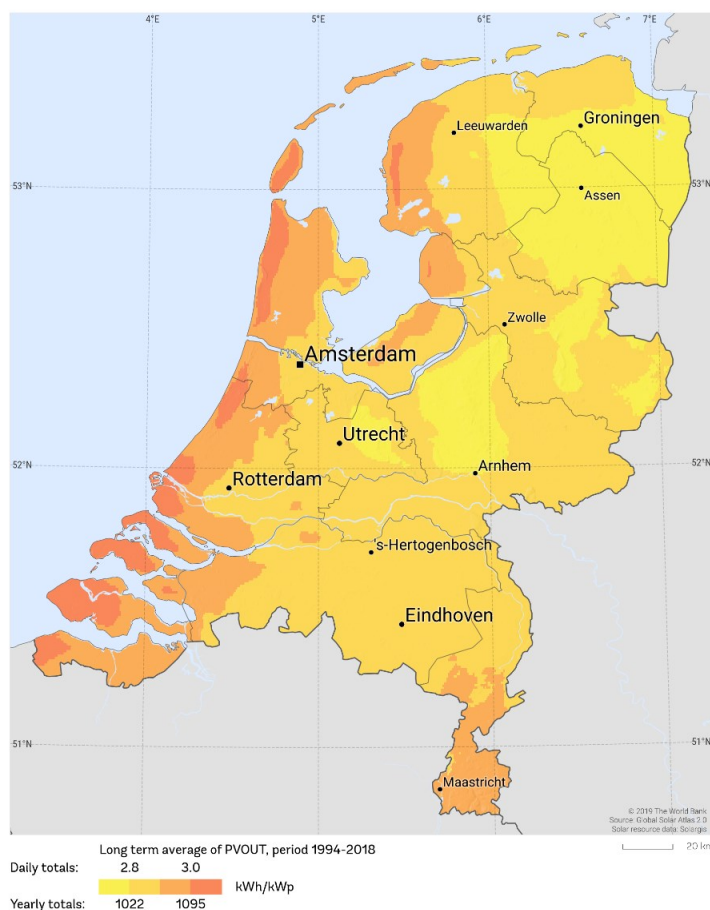 4°E 5°E 6°E 7°E
Leeuwarden
Groningen
53°N 53°N
Assen
Zwolle
Amsterdam
Utrecht
52°N 52°N
Arnhem
Rotterdam
's-Hertogenbosch
Eindhoven
51°N 51°N
Maastricht
© 2019 The World Bank
Source: Global Solar Atlas 2.0
Solar resource data: Solargis
20 km
Long term average of PVOUT, period 1994-2018
Daily totals: 2.8 3.0
kWh/kWp
Yearly totals: 1022 1095